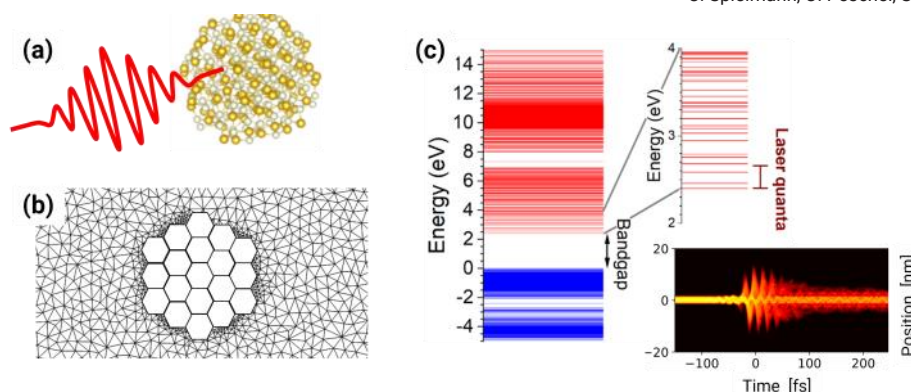 (a)
(b)
(c)
Energy (eV)
14
12
10
8
6
4
2
0
-2
-4
Bandgap
Energy (eV)
4
3
2
Laser quanta
20
0
-20
Position [nm]
-100
0
100
200
Time [fs]